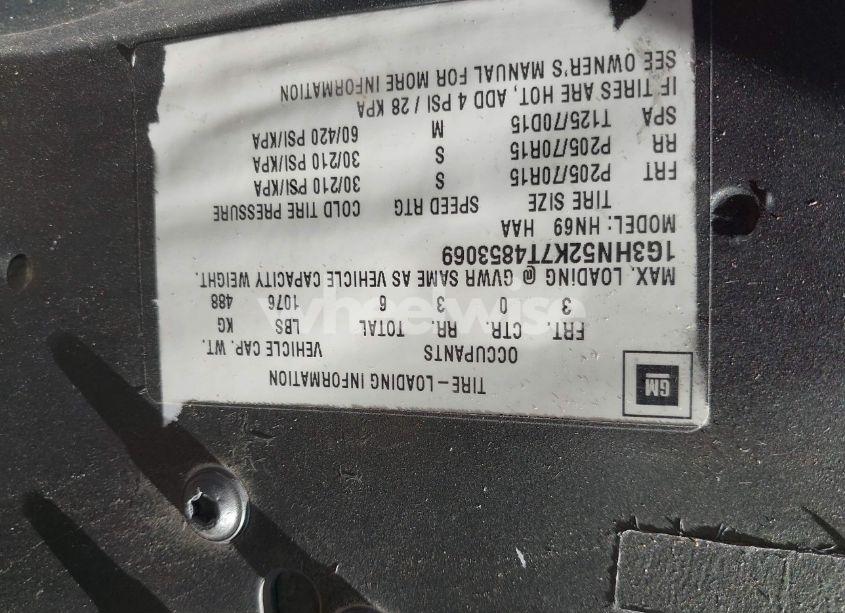 GM
TIRE-LOADING INFORMATION
OCCUPANTS VEHICLE CAP. WT.
FRT. CTR. RR. TOTAL LBS KG
3 0 3 6 1076 488
MAX. LOADING @ GVWR SAME AS VEHICLE CAPACITY WEIGHT.
1G3HN52K7T4853069
MODEL: HN69 HAA
TIRE SIZE SPEED RTG COLD TIRE PRESSURE
FRT P205/70R15 S 30/210 PSI/KPA
RR P205/70R15 S 30/210 PSI/KPA
SPA T125/70D15 M 60/420 PSI/KPA
IF TIRES ARE HOT, ADD 4 PSI / 28 KPA
SEE OWNER'S MANUAL FOR MORE INFORMATION
wheelwise